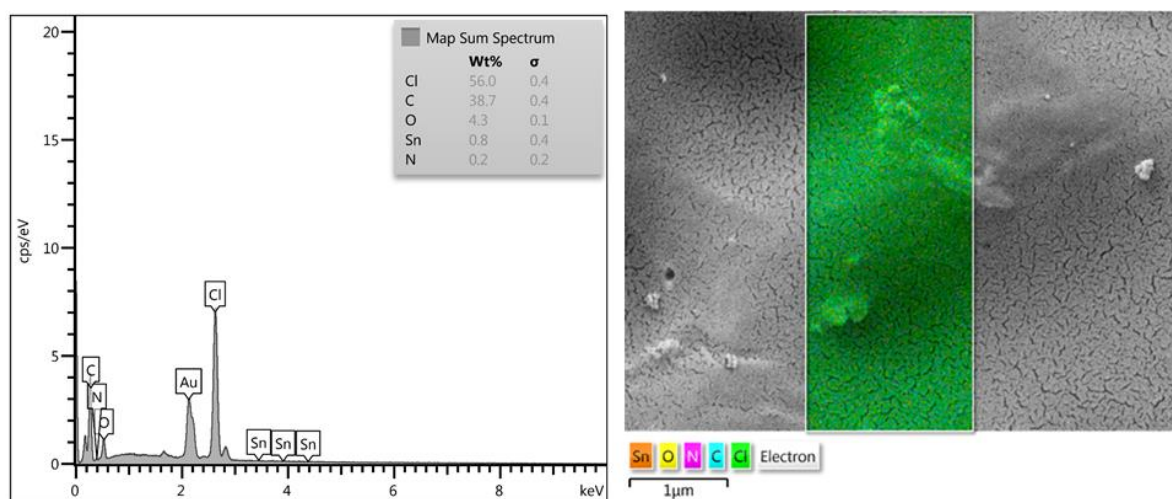 20
15
10
5
0
cps/eV
Map Sum Spectrum
Wt% σ
Cl 56.0 0.4
C 38.7 0.4
O 4.3 0.1
Sn 0.8 0.4
N 0.2 0.2
C
N
O
Au
Cl
Sn Sn Sn
0 2 4 6 8 keV
Sn O N C Cl Electron
1µm